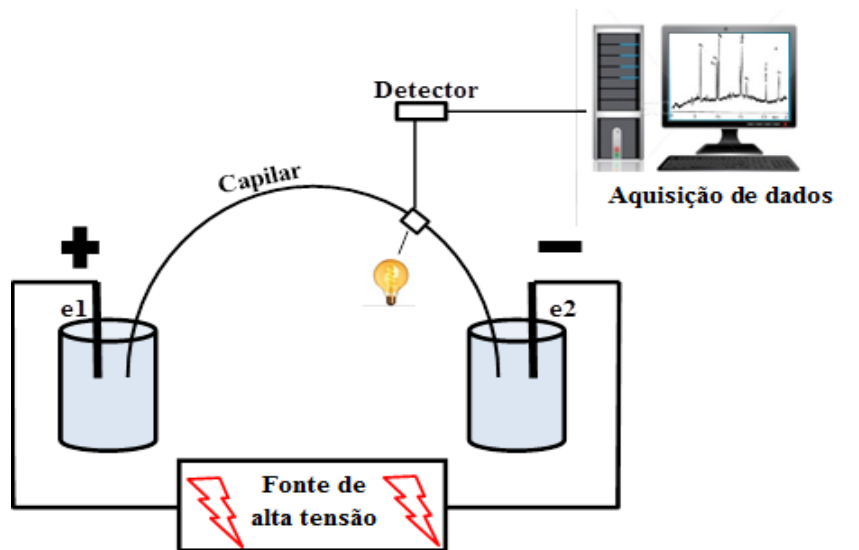 Detector
Capilar
Aquisição de dados
+
−
e1
e2
Fonte de
alta tensão